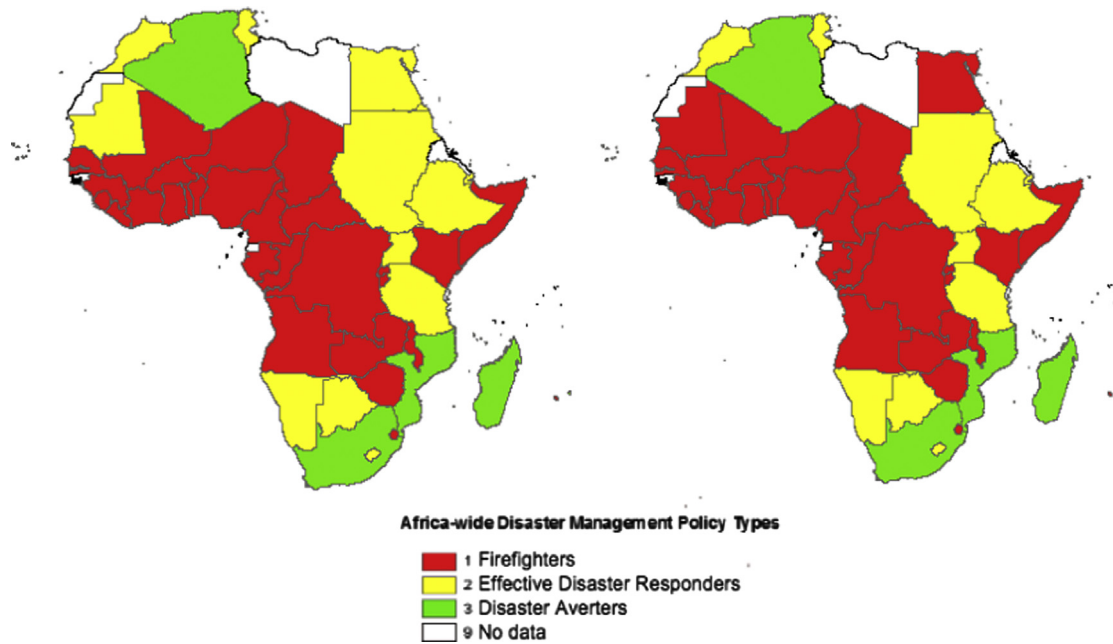 Africa-wide Disaster Management Policy Types
1 Firefighters
2 Effective Disaster Responders
3 Disaster Averters
9 No data